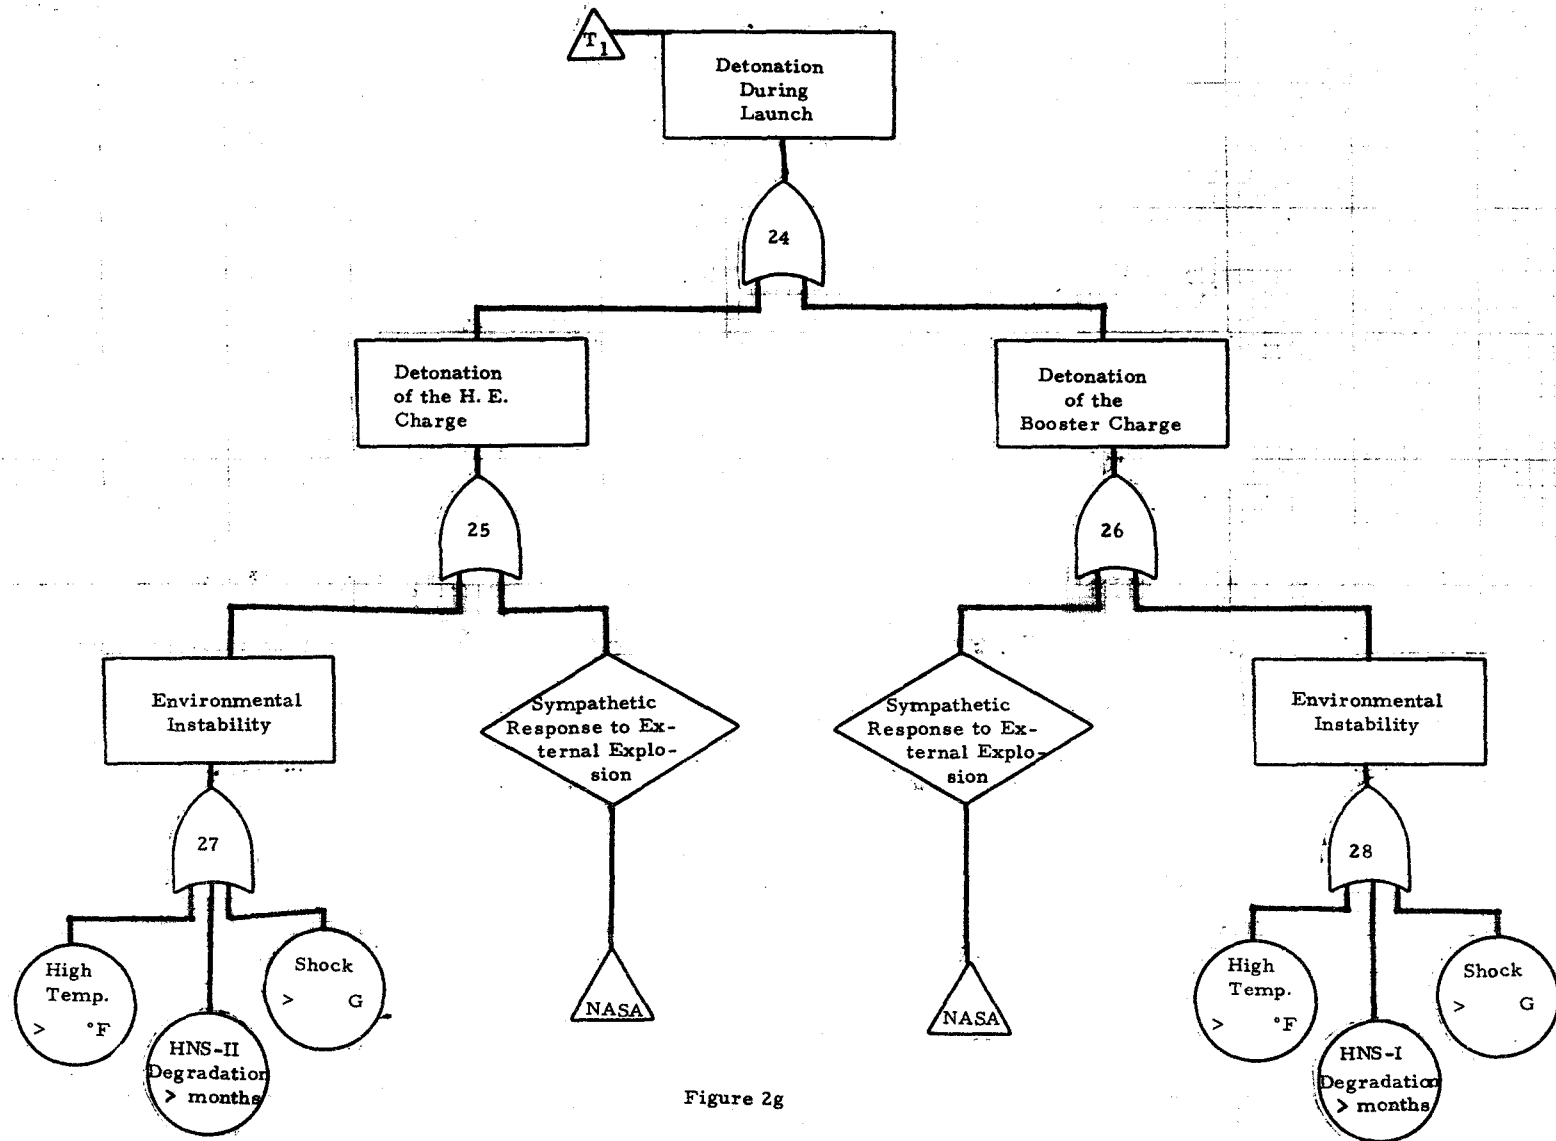 T1
Detonation
During
Launch
24
Detonation
of the H. E.
Charge
Detonation
of the
Booster Charge
25
26
Environmental
Instability
Sympathetic
Response to Ex-
ternal Explo-
sion
Sympathetic
Response to Ex-
ternal Explo-
sion
Environmental
Instability
27
28
High
Temp.
> °F
HNS-II
Degradation
> months
Shock
> G
NASA
NASA
High
Temp.
> °F
HNS-I
Degradation
> months
Shock
> G
Figure 2g